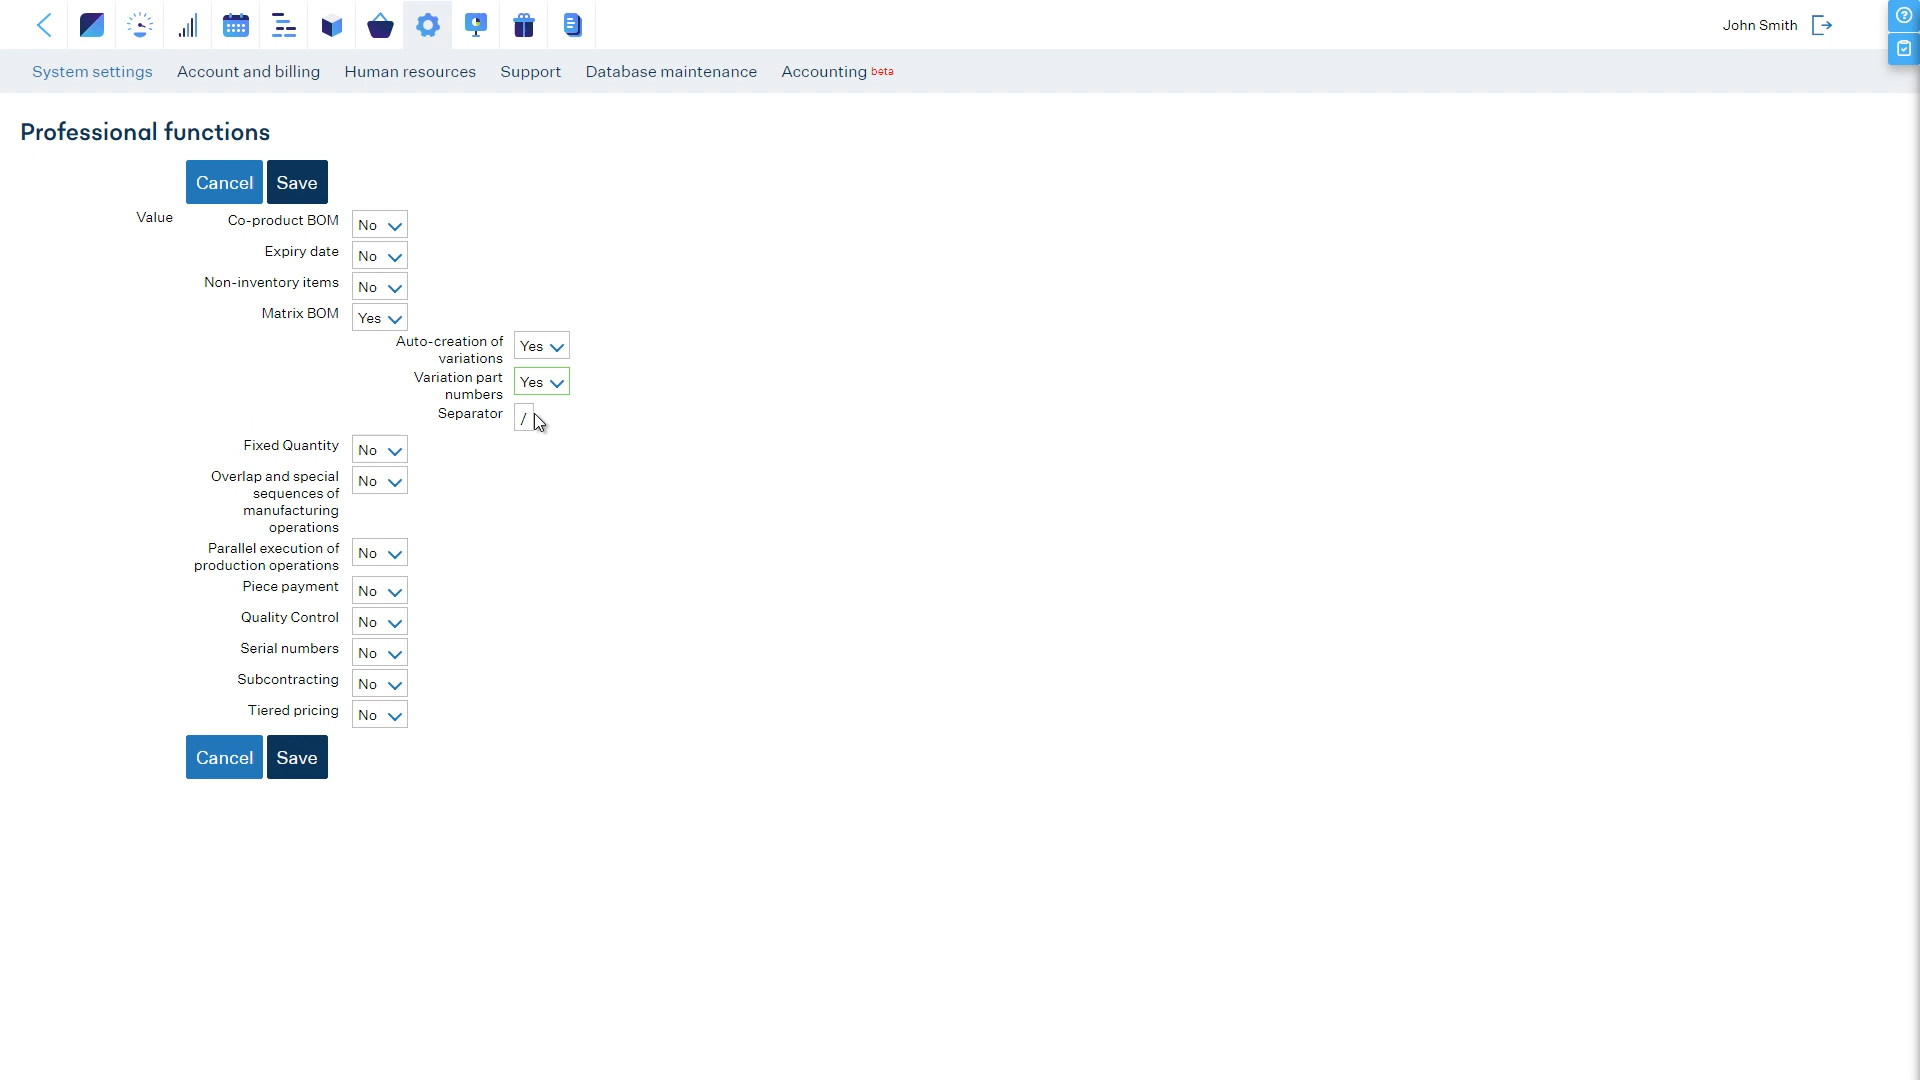 John Smith
System settings Account and billing Human resources Support Database maintenance Accounting beta
Professional functions
Cancel Save
Value Co-product BOM No
Expiry date No
Non-inventory items No
Matrix BOM Yes
Auto-creation of
variations Yes
Variation part
numbers Yes
Separator /
Fixed Quantity No
Overlap and special
sequences of
manufacturing
operations No
Parallel execution of
production operations No
Piece payment No
Quality Control No
Serial numbers No
Subcontracting No
Tiered pricing No
Cancel Save